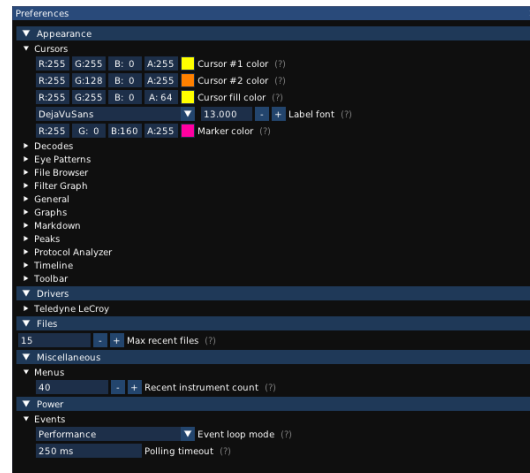 Preferences
Appearance
Cursors
R:255 G:255 B: 0 A:255 Cursor #1 color (?)
R:255 G:128 B: 0 A:255 Cursor #2 color (?)
R:255 G:255 B: 0 A: 64 Cursor fill color (?)
DejaVuSans 13.000 - + Label font (?)
R:255 G: 0 B:160 A:255 Marker color (?)
Decodes
Eye Patterns
File Browser
Filter Graph
General
Graphs
Markdown
Peaks
Protocol Analyzer
Timeline
Toolbar
Drivers
Teledyne LeCroy
Files
15 - + Max recent files (?)
Miscellaneous
Menus
40 - + Recent instrument count (?)
Power
Events
Performance Event loop mode (?)
250 ms Polling timeout (?)